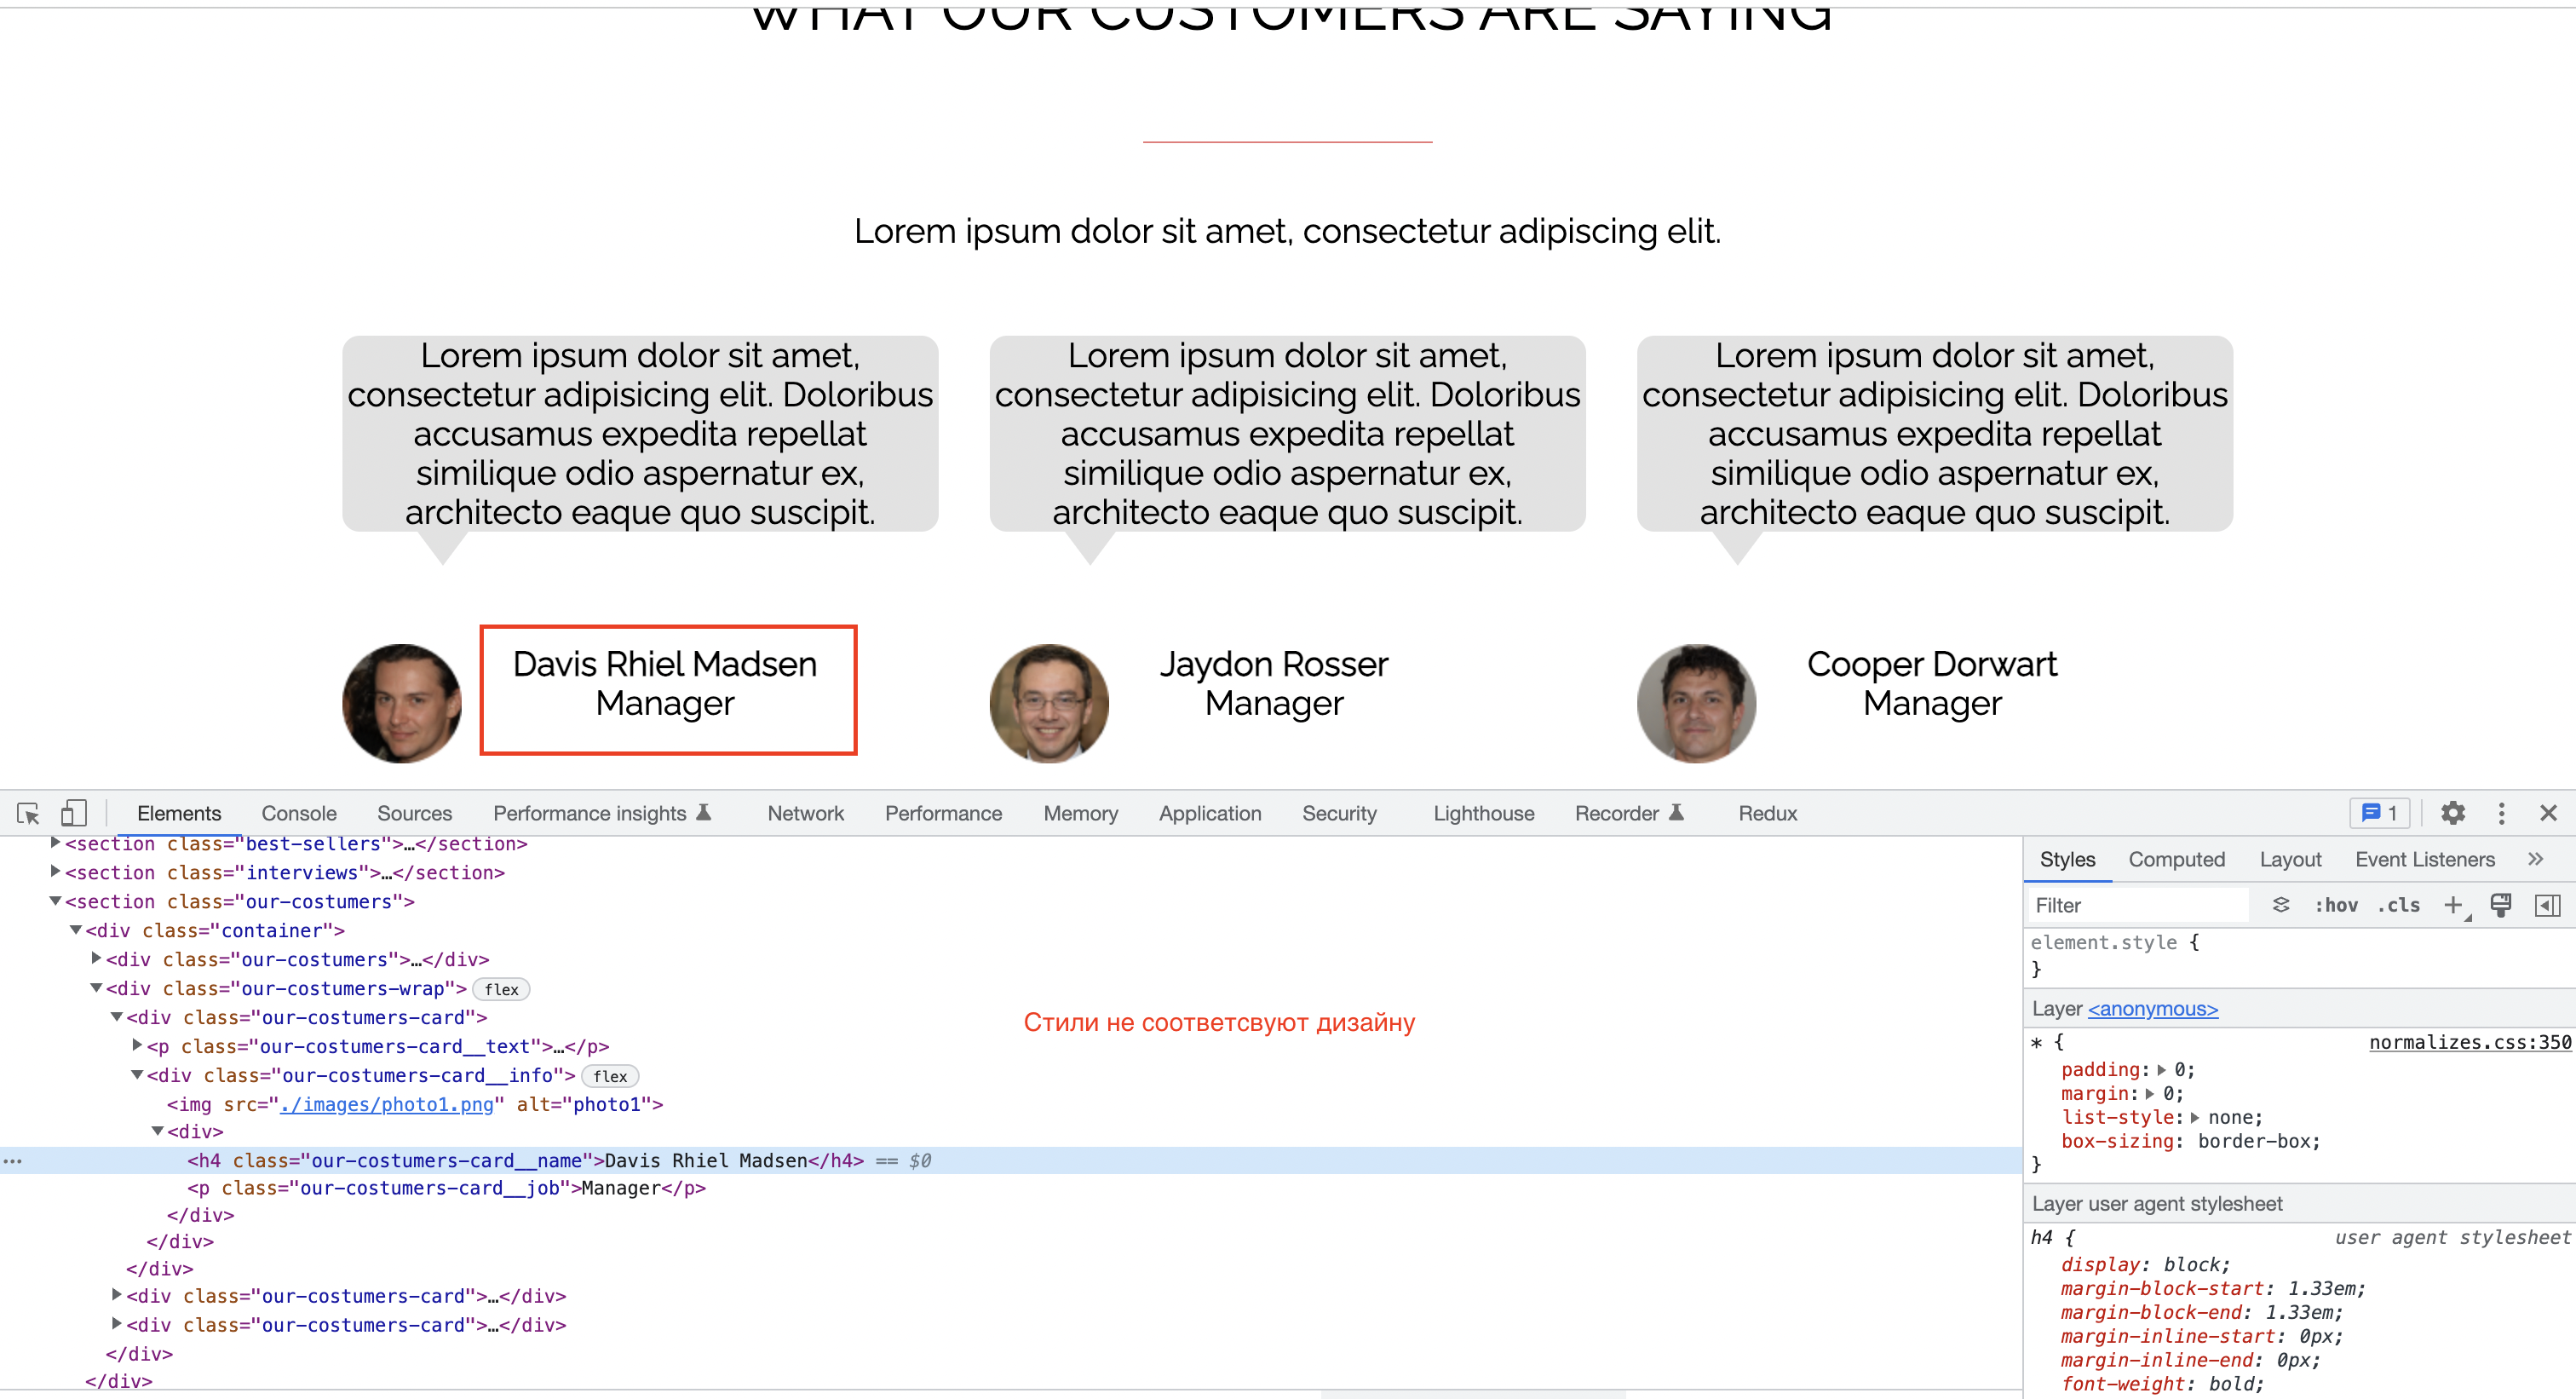 WHAT OUR CUSTOMERS ARE SAYING
Lorem ipsum dolor sit amet, consectetur adipiscing elit.
Lorem ipsum dolor sit amet,
consectetur adipisicing elit. Doloribus
accusamus expedita repellat
similique odio aspernatur ex,
architecto eaque quo suscipit.
Lorem ipsum dolor sit amet,
consectetur adipisicing elit. Doloribus
accusamus expedita repellat
similique odio aspernatur ex,
architecto eaque quo suscipit.
Lorem ipsum dolor sit amet,
consectetur adipisicing elit. Doloribus
accusamus expedita repellat
similique odio aspernatur ex,
architecto eaque quo suscipit.
Davis Rhiel Madsen
Manager
Jaydon Rosser
Manager
Cooper Dorwart
Manager
Elements Console Sources Performance insights Network Performance Memory Application Security Lighthouse Recorder Redux 1
<section class="best-sellers">…</section>
<section class="interviews">…</section>
<section class="our-costumers">
<div class="container">
<div class="our-costumers">…</div>
<div class="our-costumers-wrap"> flex
<div class="our-costumers-card">
<p class="our-costumers-card__text">…</p>
<div class="our-costumers-card__info"> flex
<img src="./images/photo1.png" alt="photo1">
<div>
<h4 class="our-costumers-card__name">Davis Rhiel Madsen</h4> == $0
<p class="our-costumers-card__job">Manager</p>
</div>
</div>
</div>
<div class="our-costumers-card">…</div>
<div class="our-costumers-card">…</div>
</div>
</div>
Стили не соответсвуют дизайну
Styles Computed Layout Event Listeners »
Filter :hov .cls +
element.style {
}
Layer <anonymous>
* { normalizes.css:350
padding: 0;
margin: 0;
list-style: none;
box-sizing: border-box;
}
Layer user agent stylesheet
h4 { user agent stylesheet
display: block;
margin-block-start: 1.33em;
margin-block-end: 1.33em;
margin-inline-start: 0px;
margin-inline-end: 0px;
font-weight: bold;